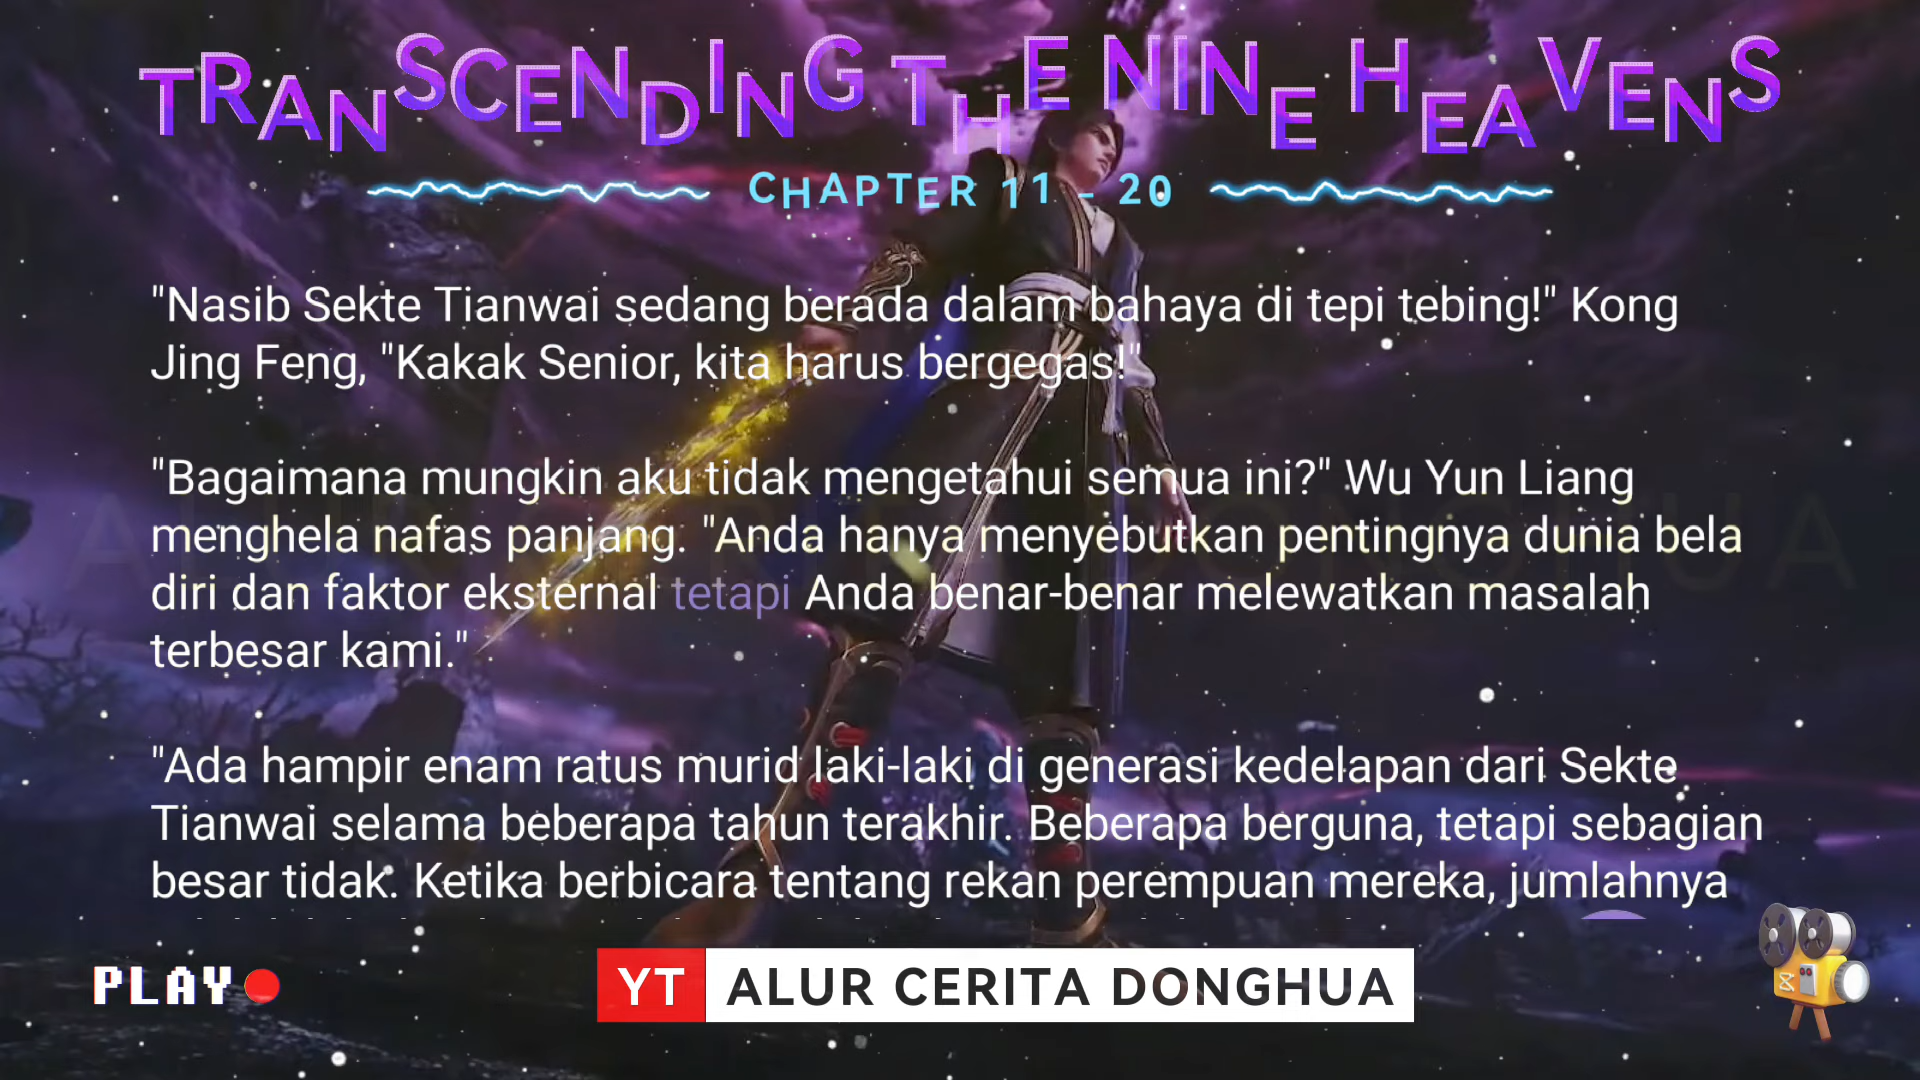 TRANSCENDING THE NINE HEAVENS
CHAPTER 11 - 20
"Nasib Sekte Tianwai sedang berada dalam bahaya di tepi tebing!" Kong
Jing Feng, "Kakak Senior, kita harus bergegas!"
"Bagaimana mungkin aku tidak mengetahui semua ini?" Wu Yun Liang
menghela nafas panjang. "Anda hanya menyebutkan pentingnya dunia bela
diri dan faktor eksternal tetapi Anda benar-benar melewatkan masalah
terbesar kami."
"Ada hampir enam ratus murid laki-laki di generasi kedelapan dari Sekte
Tianwai selama beberapa tahun terakhir. Beberapa berguna, tetapi sebagian
besar tidak. Ketika berbicara tentang rekan perempuan mereka, jumlahnya
PLAY
YT ALUR CERITA DONGHUA